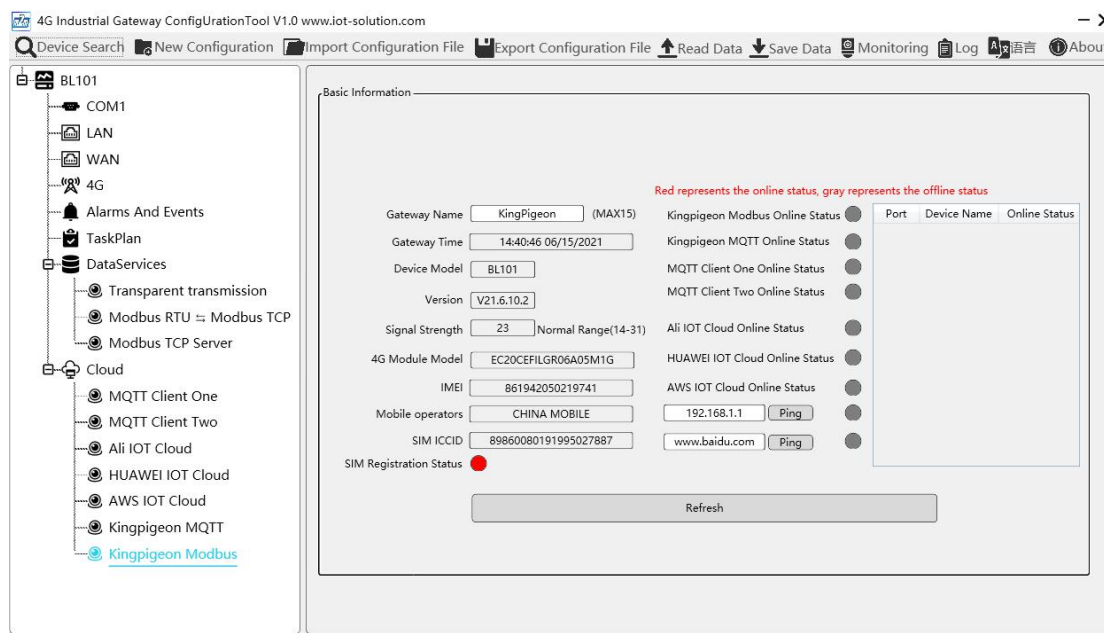 4G Industrial Gateway ConfigUrationTool V1.0 www.iot-solution.com
Device Search New Configuration Import Configuration File Export Configuration File Read Data Save Data Monitoring Log 语言 Abou
BL101
COM1
LAN
WAN
4G
Alarms And Events
TaskPlan
DataServices
Transparent transmission
Modbus RTU ⇆ Modbus TCP
Modbus TCP Server
Cloud
MQTT Client One
MQTT Client Two
Ali IOT Cloud
HUAWEI IOT Cloud
AWS IOT Cloud
Kingpigeon MQTT
Kingpigeon Modbus
Basic Information
Red represents the online status, gray represents the offline status
Gateway Name KingPigeon (MAX15)
Gateway Time 14:40:46 06/15/2021
Device Model BL101
Version V21.6.10.2
Signal Strength 23 Normal Range(14-31)
4G Module Model EC20CEFILGR06A05M1G
IMEI 861942050219741
Mobile operators CHINA MOBILE
SIM ICCID 89860080191995027887
SIM Registration Status
Kingpigeon Modbus Online Status
Kingpigeon MQTT Online Status
MQTT Client One Online Status
MQTT Client Two Online Status
Ali IOT Cloud Online Status
HUAWEI IOT Cloud Online Status
AWS IOT Cloud Online Status
192.168.1.1 Ping
www.baidu.com Ping
Port Device Name Online Status
Refresh